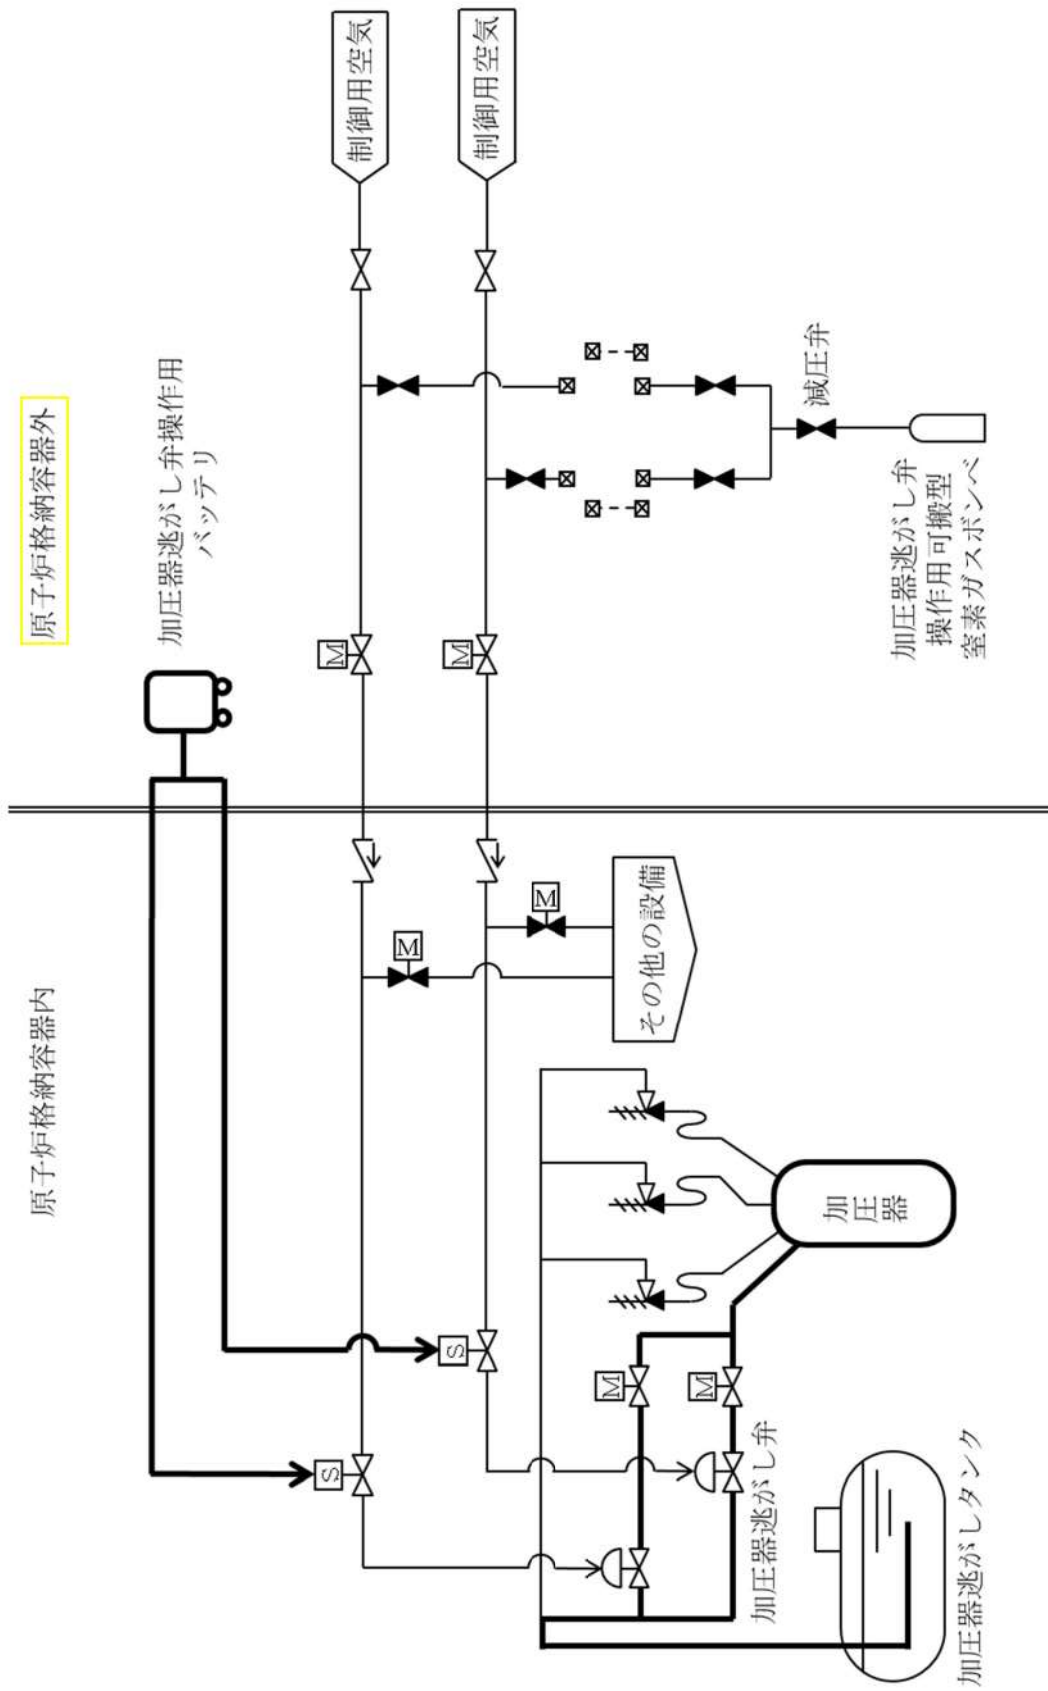 原子炉格納容器内
原子炉格納容器外
加圧器逃がし弁操作用
バッテリ
制御用空気
制御用空気
M
M
M
M
S
S
M
M
その他の設備
加圧器
加圧器逃がし弁
加圧器逃がしタンク
減圧弁
加圧器逃がし弁
操作用可搬型
窒素ガスボンベ